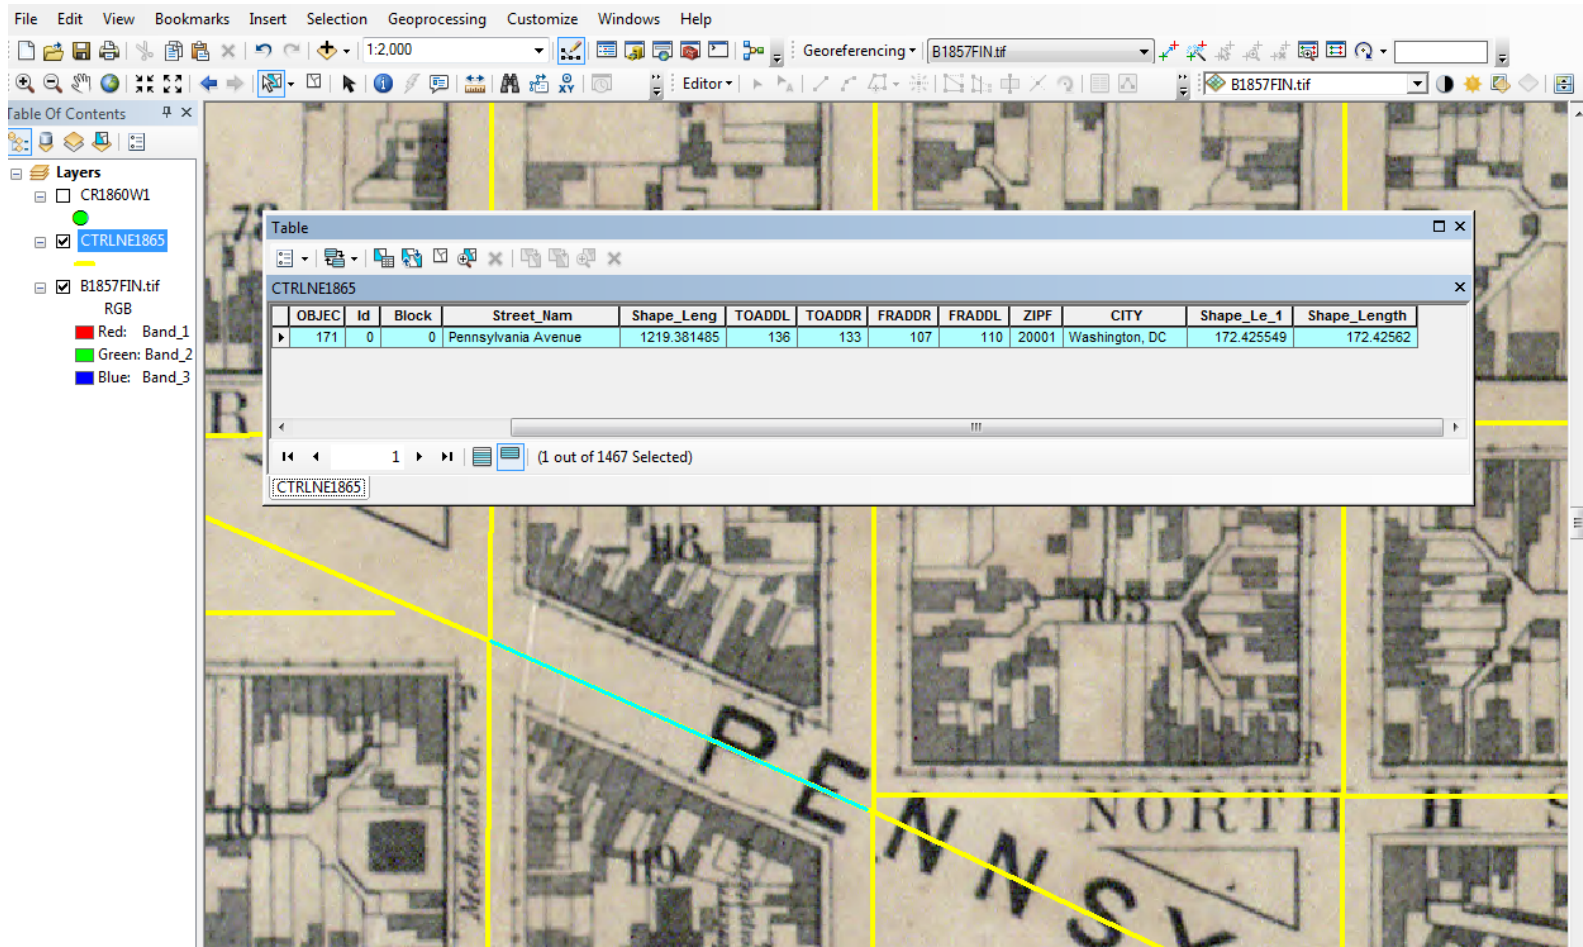 File Edit View Bookmarks Insert Selection Geoprocessing Customize Windows Help
1:2,000 Georeferencing B1857FIN.tif
Editor B1857FIN.tif
Table Of Contents
Layers
CR1860W1
CTRLNE1865
B1857FIN.tif
RGB
Red: Band_1
Green: Band_2
Blue: Band_3
Table
CTRLNE1865
OBJEC Id Block Street_Nam Shape_Leng TOADDL TOADDR FRADDR FRADDL ZIPF CITY Shape_Le_1 Shape_Length
171 0 0 Pennsylvania Avenue 1219.381485 136 133 107 110 20001 Washington, DC 172.425549 172.42562
1 (1 out of 1467 Selected)
CTRLNE1865
R
118
105
PENNSY
NORTH H S
101
Methodist Ch.
119